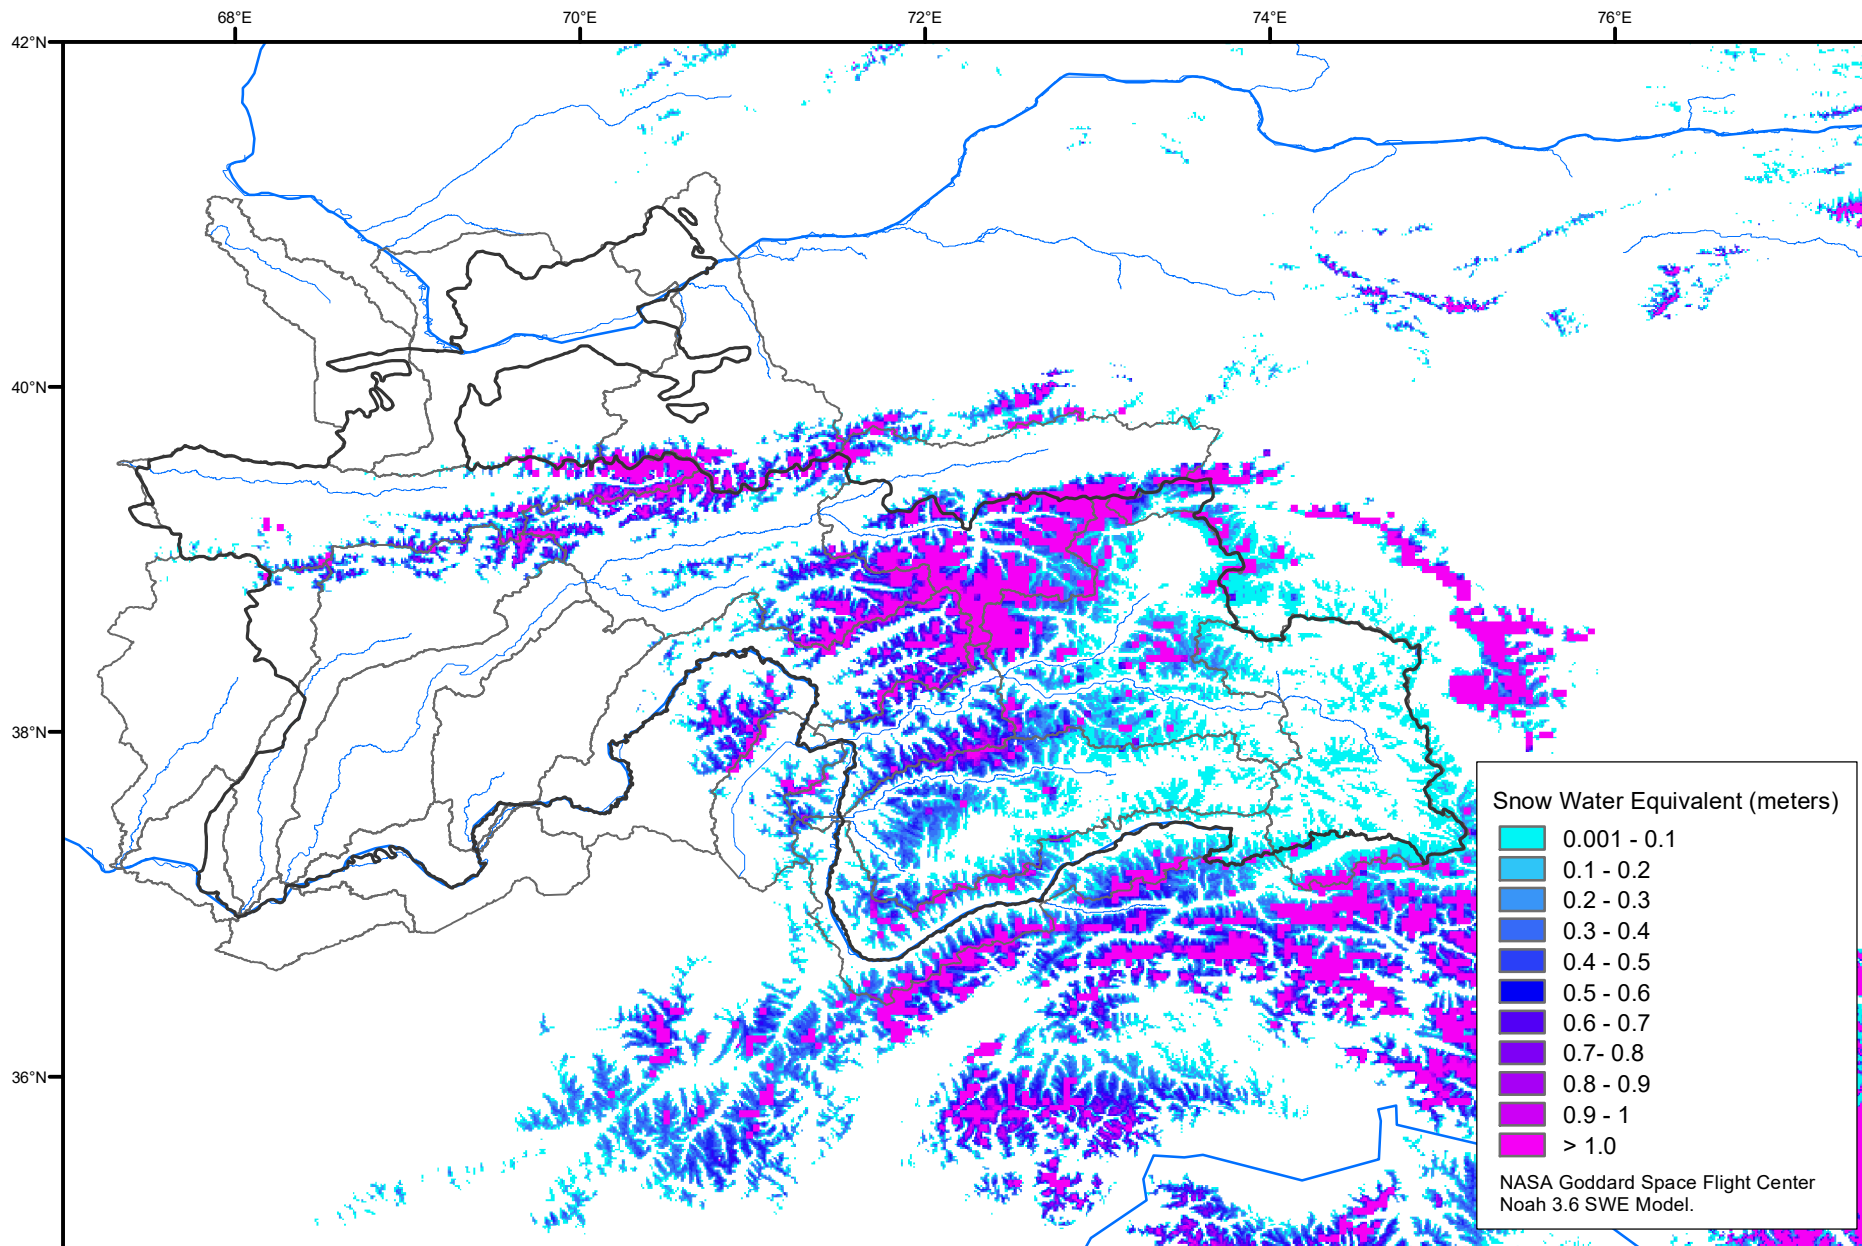 68°E 70°E 72°E 74°E 76°E
42°N
40°N
38°N
36°N
Snow Water Equivalent (meters)
0.001 - 0.1
0.1 - 0.2
0.2 - 0.3
0.3 - 0.4
0.4 - 0.5
0.5 - 0.6
0.6 - 0.7
0.7- 0.8
0.8 - 0.9
0.9 - 1
> 1.0
NASA Goddard Space Flight Center
Noah 3.6 SWE Model.